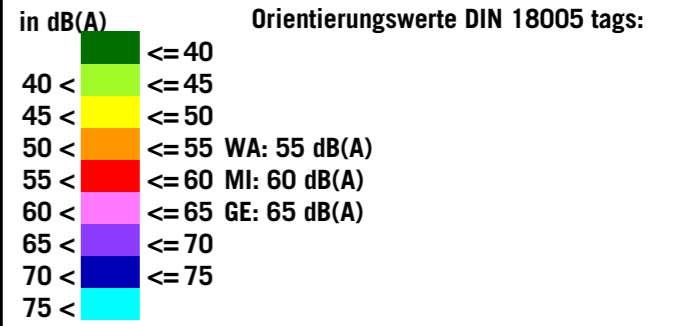 in dB(A) Orientierungswerte DIN 18005 tags:
<= 40
40 < <= 45
45 < <= 50
50 < <= 55 WA: 55 dB(A)
55 < <= 60 MI: 60 dB(A)
60 < <= 65 GE: 65 dB(A)
65 < <= 70
70 < <= 75
75 <